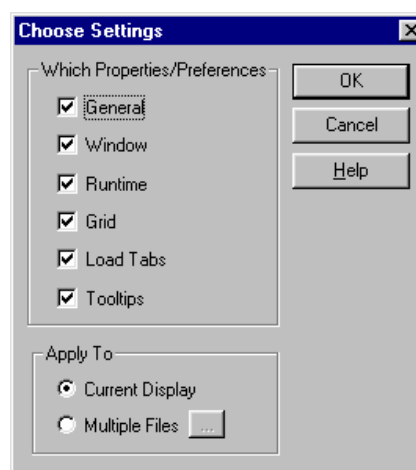 Choose Settings
Which Properties/Preferences
General
Window
Runtime
Grid
Load Tabs
Tooltips
OK
Cancel
Help
Apply To
Current Display
Multiple Files ...